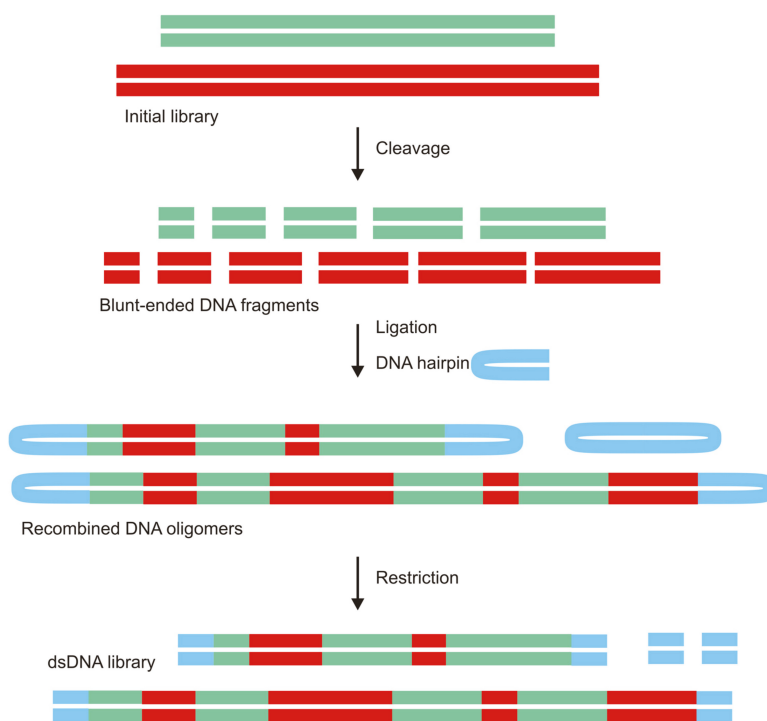 Initial library
Cleavage
Blunt-ended DNA fragments
Ligation
DNA hairpin
Recombined DNA oligomers
Restriction
dsDNA library